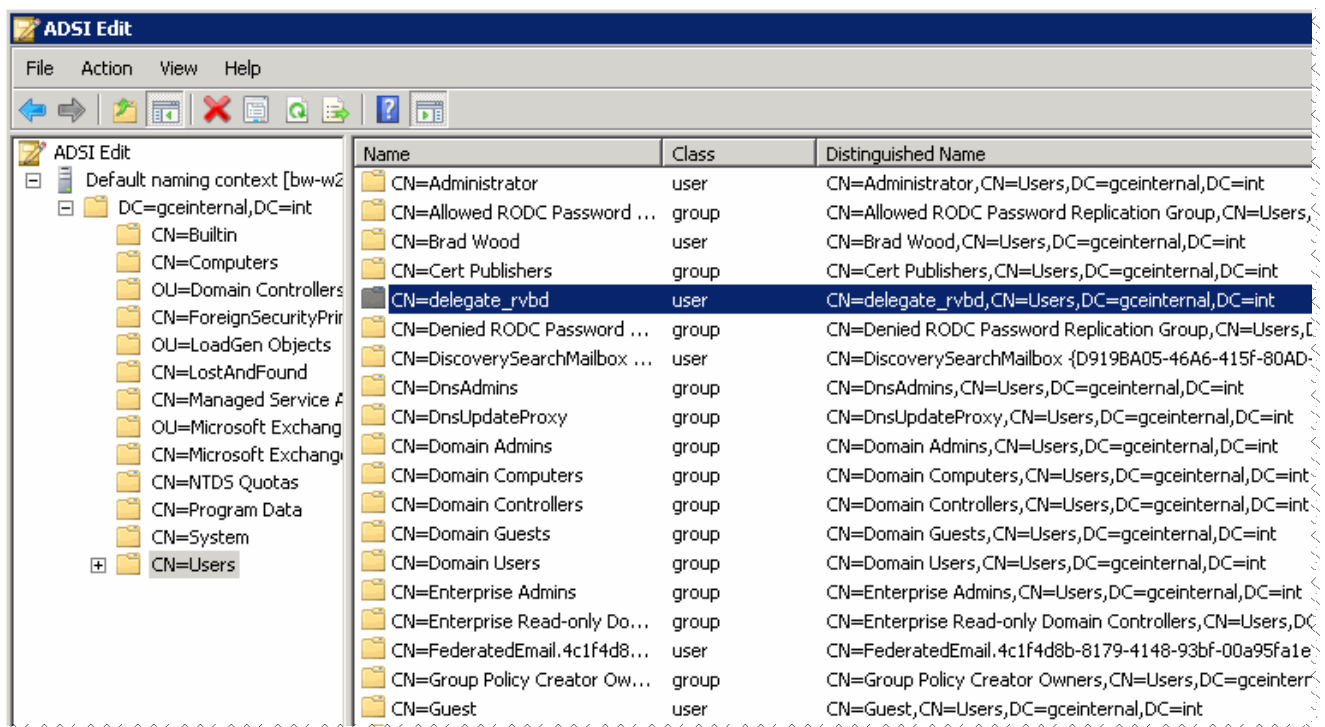 ADSI Edit
File Action View Help
ADSI Edit
Default naming context [bw-w2
DC=gceinternal,DC=int
CN=Builtin
CN=Computers
OU=Domain Controllers
CN=ForeignSecurityPrin
OU=LoadGen Objects
CN=LostAndFound
CN=Managed Service A
OU=Microsoft Exchang
CN=Microsoft Exchang
CN=NTDS Quotas
CN=Program Data
CN=System
CN=Users
Name Class Distinguished Name
CN=Administrator user CN=Administrator,CN=Users,DC=gceinternal,DC=int
CN=Allowed RODC Password ... group CN=Allowed RODC Password Replication Group,CN=Users,
CN=Brad Wood user CN=Brad Wood,CN=Users,DC=gceinternal,DC=int
CN=Cert Publishers group CN=Cert Publishers,CN=Users,DC=gceinternal,DC=int
CN=delegate_rvbd user CN=delegate_rvbd,CN=Users,DC=gceinternal,DC=int
CN=Denied RODC Password ... group CN=Denied RODC Password Replication Group,CN=Users,D
CN=DiscoverySearchMailbox ... user CN=DiscoverySearchMailbox {D919BA05-46A6-415f-80AD-
CN=DnsAdmins group CN=DnsAdmins,CN=Users,DC=gceinternal,DC=int
CN=DnsUpdateProxy group CN=DnsUpdateProxy,CN=Users,DC=gceinternal,DC=int
CN=Domain Admins group CN=Domain Admins,CN=Users,DC=gceinternal,DC=int
CN=Domain Computers group CN=Domain Computers,CN=Users,DC=gceinternal,DC=int
CN=Domain Controllers group CN=Domain Controllers,CN=Users,DC=gceinternal,DC=int
CN=Domain Guests group CN=Domain Guests,CN=Users,DC=gceinternal,DC=int
CN=Domain Users group CN=Domain Users,CN=Users,DC=gceinternal,DC=int
CN=Enterprise Admins group CN=Enterprise Admins,CN=Users,DC=gceinternal,DC=int
CN=Enterprise Read-only Do... group CN=Enterprise Read-only Domain Controllers,CN=Users,DC
CN=FederatedEmail.4c1f4d8... user CN=FederatedEmail.4c1f4d8b-8179-4148-93bf-00a95fa1e
CN=Group Policy Creator Ow... group CN=Group Policy Creator Owners,CN=Users,DC=gceintern
CN=Guest user CN=Guest,CN=Users,DC=gceinternal,DC=int